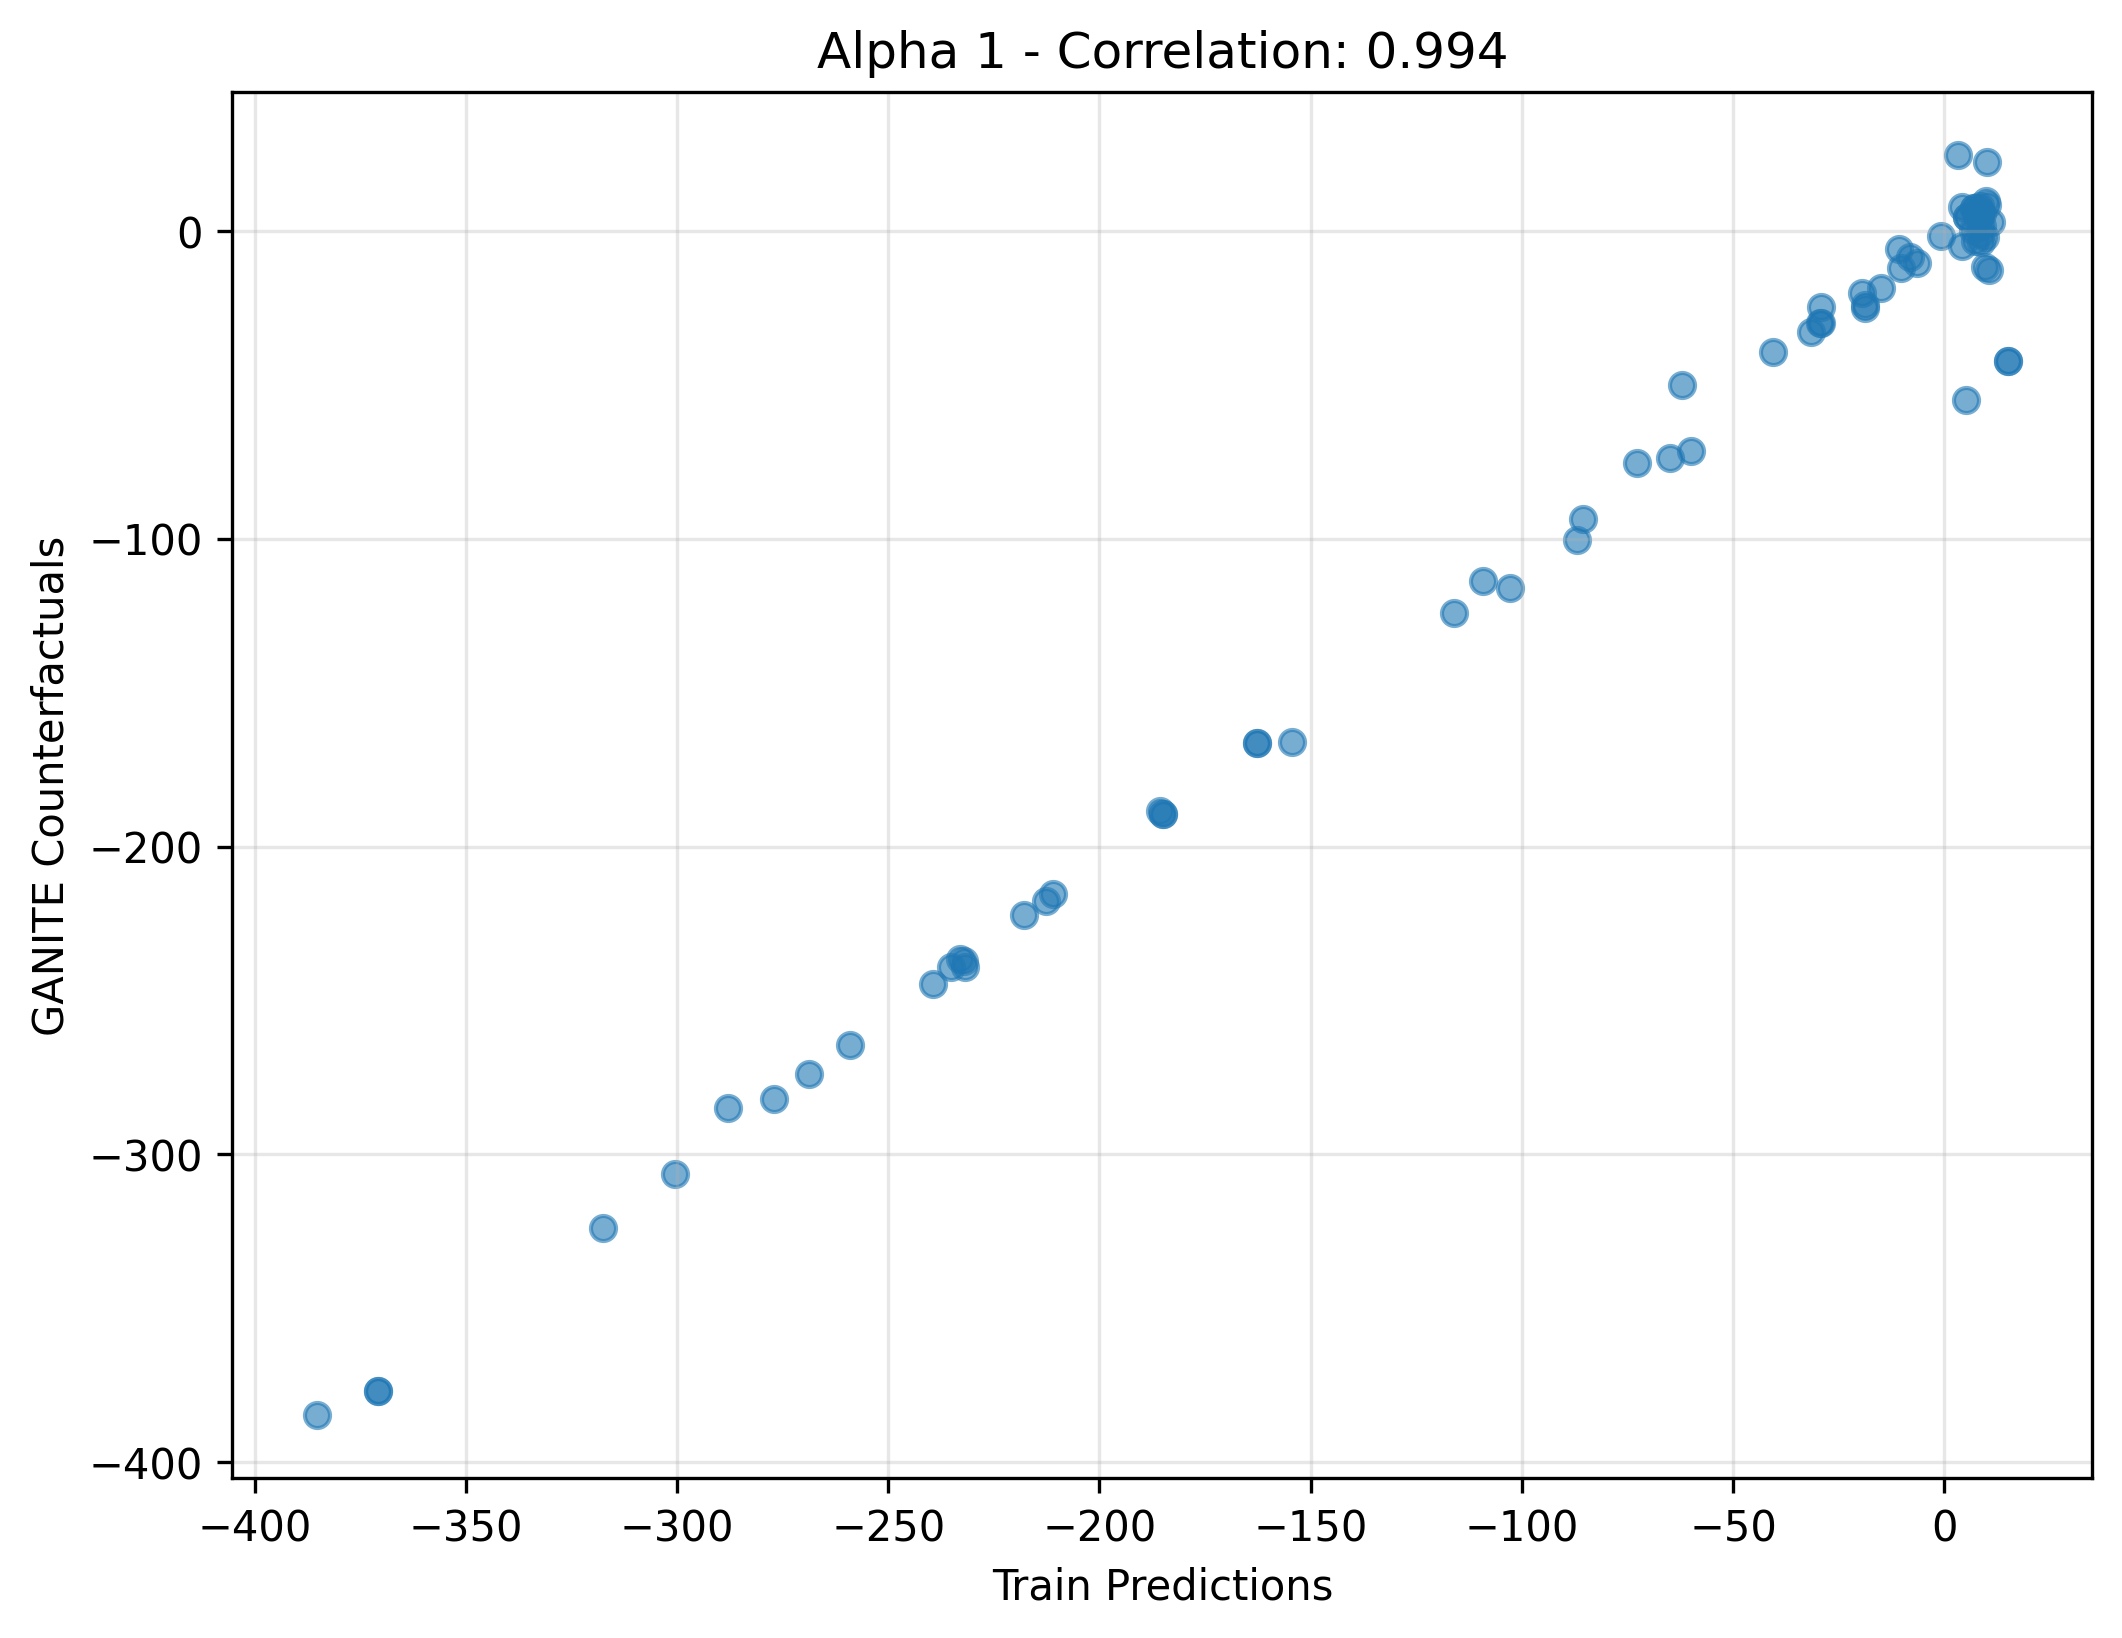 Alpha 1 - Correlation: 0.994
GANITE Counterfactuals
0
−100
−200
−300
−400
−400 −350 −300 −250 −200 −150 −100 −50 0
Train Predictions